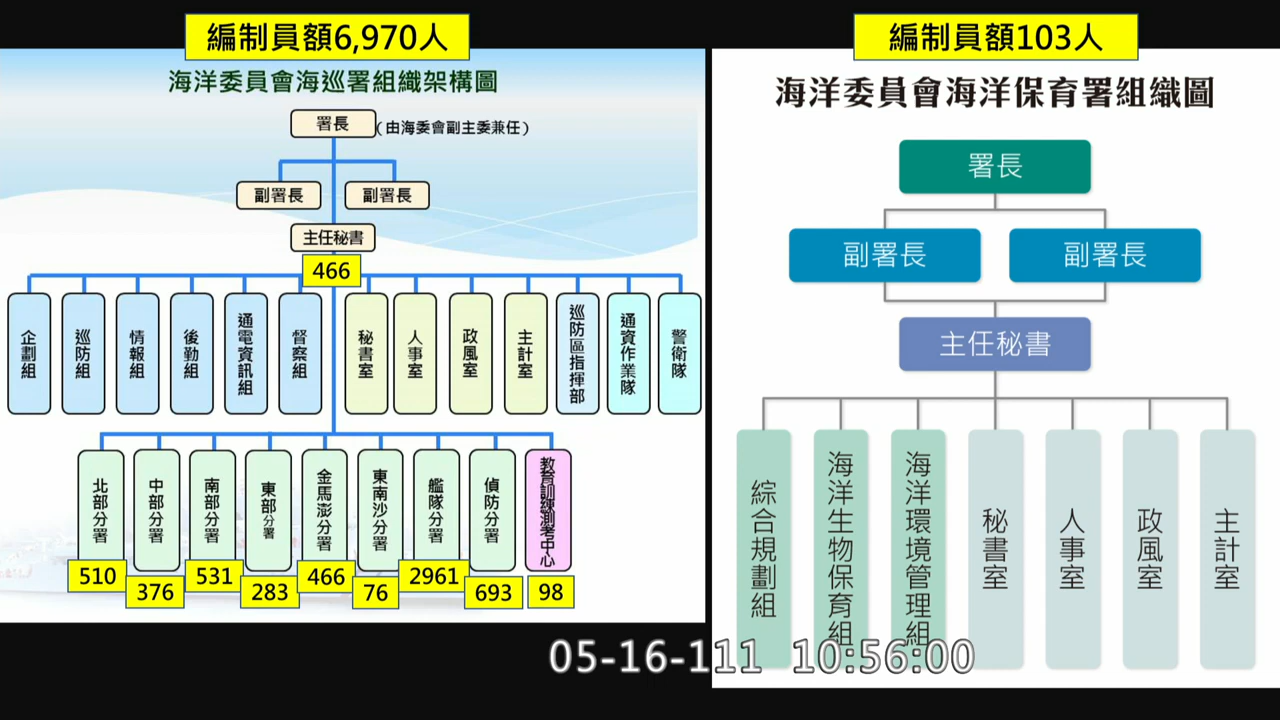 編制員額6,970人
海洋委員會海巡署組織架構圖
署長
(由海委會副主委兼任)
副署長
副署長
主任秘書
466
企劃組
巡防組
情報組
後勤組
通電資訊組
督察組
秘書室
人事室
政風室
主計室
巡防區指揮部
通資作業隊
警衛隊
北部分署
中部分署
南部分署
東部分署
金馬澎分署
東南沙分署
艦隊分署
偵防分署
教育訓練測考中心
510
376
531
283
466
76
2961
693
98
編制員額103人
海洋委員會海洋保育署組織圖
署長
副署長
副署長
主任秘書
綜合規劃組
海洋生物保育組
海洋環境管理組
秘書室
人事室
政風室
主計室
05-16-111 10:56:00